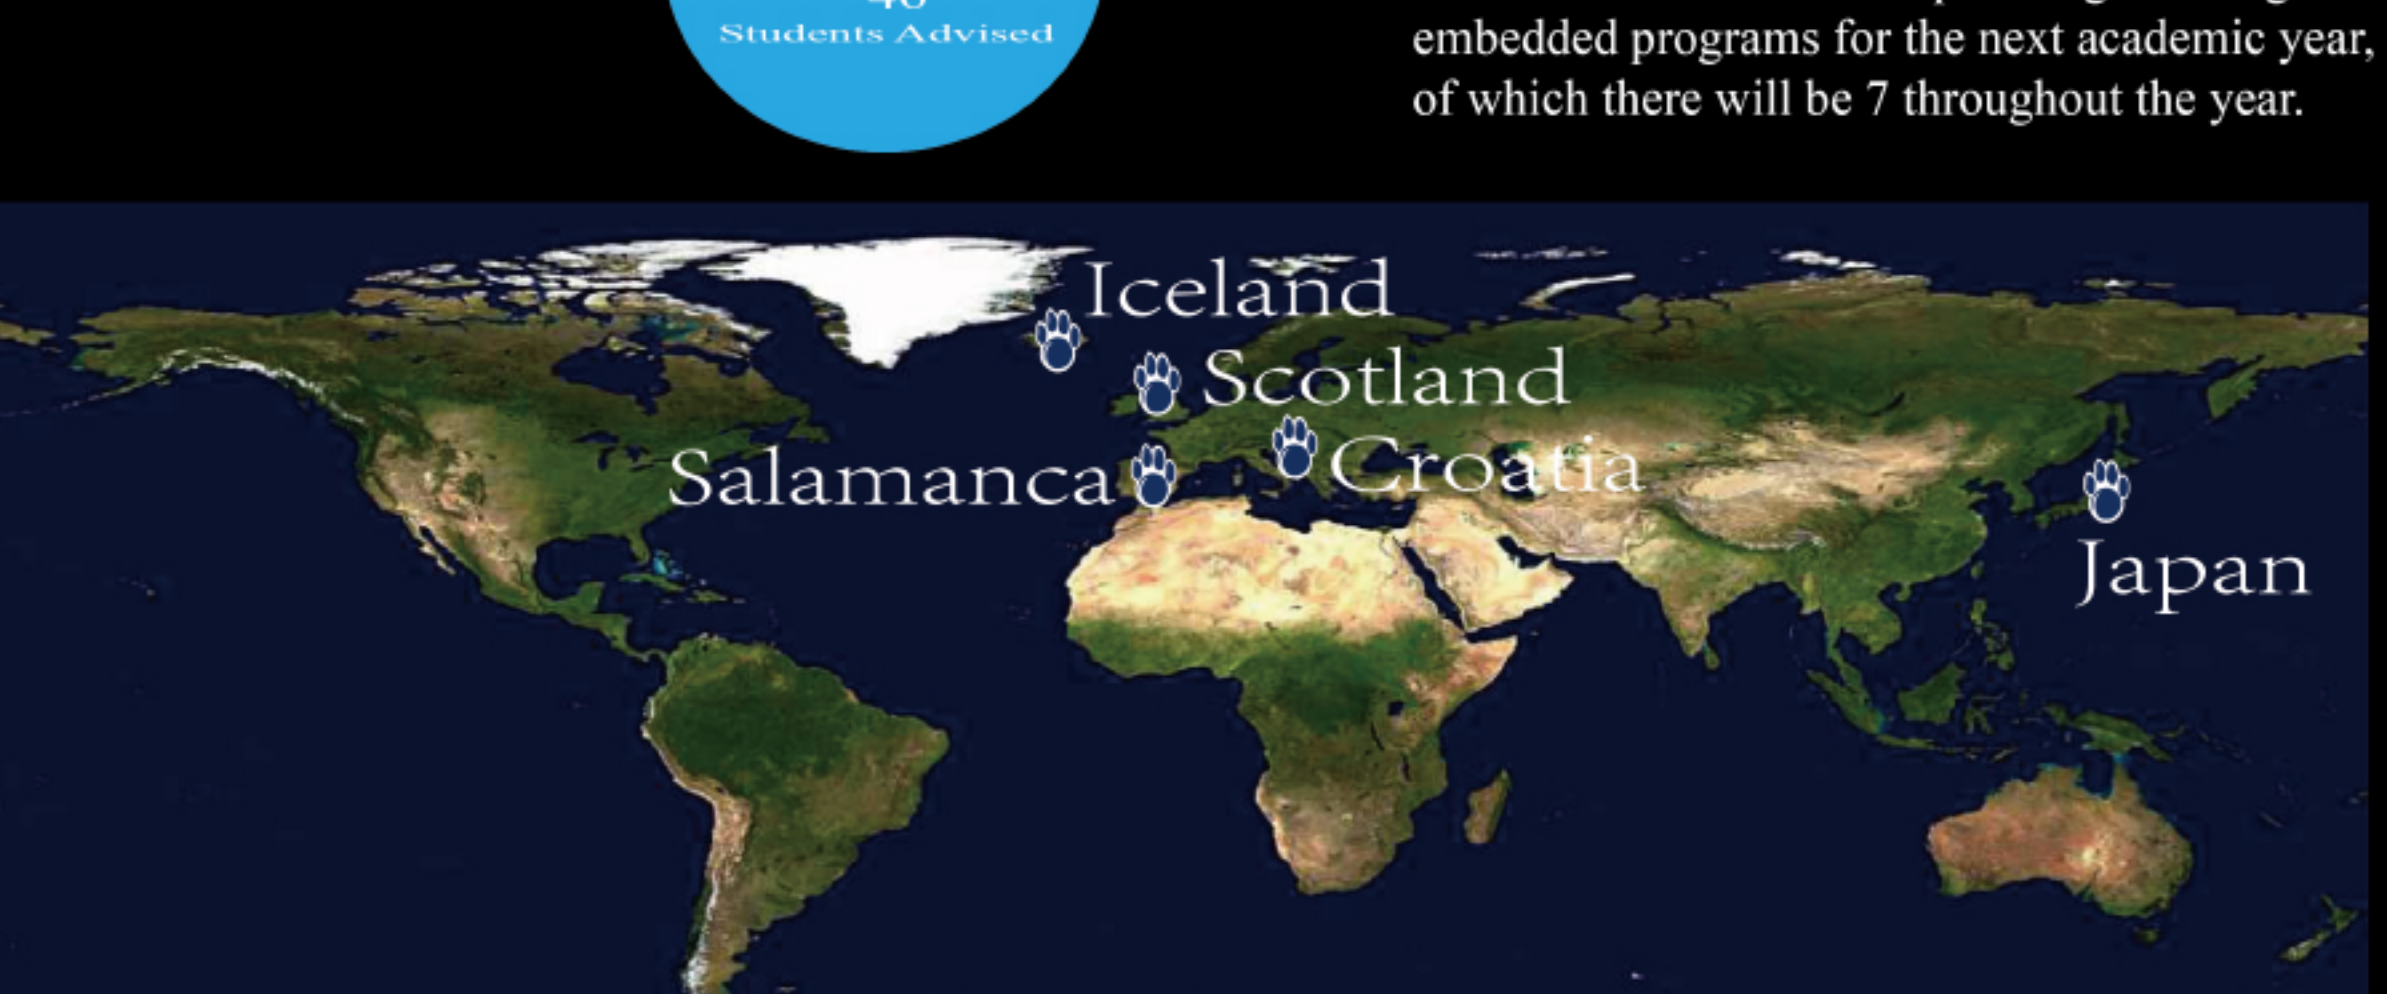 Students Advised
embedded programs for the next academic year,
of which there will be 7 throughout the year.
Iceland
Scotland
Croatia
Salamanca
Japan